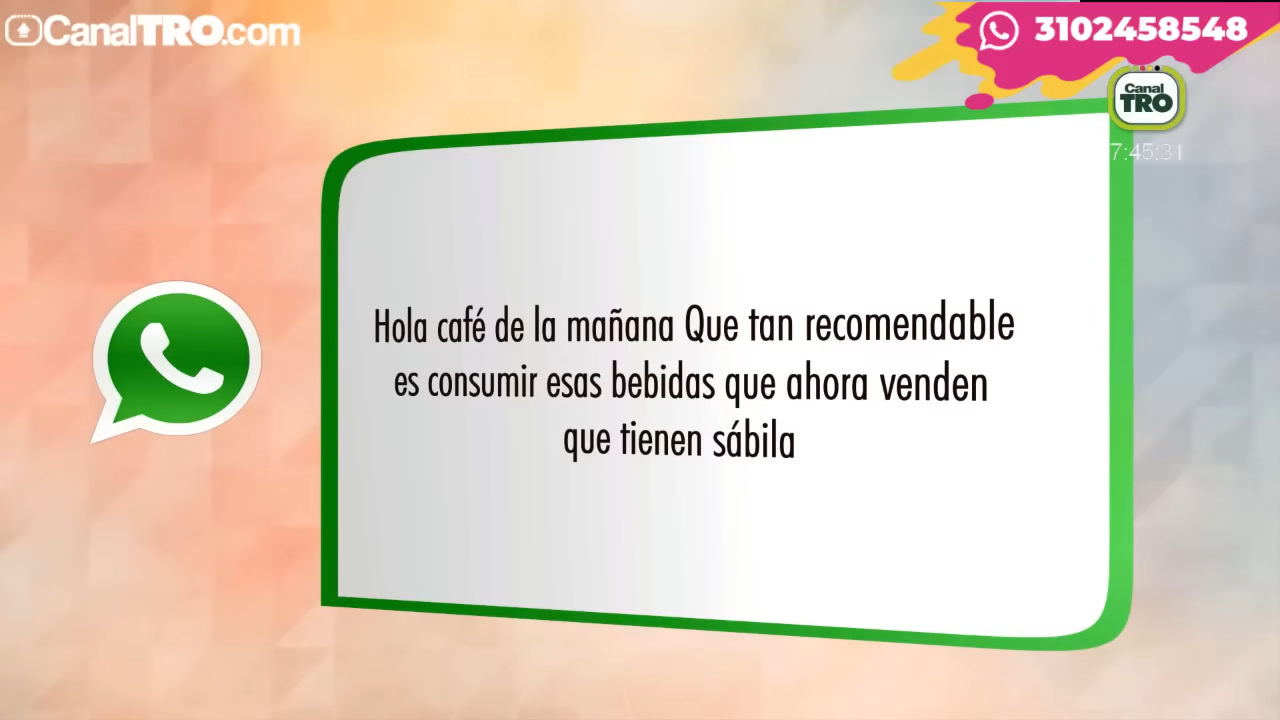 CanalTRO.com
3102458548
Canal
TRO
7:45:31
Hola café de la mañana Que tan recomendable
es consumir esas bebidas que ahora venden
que tienen sábila